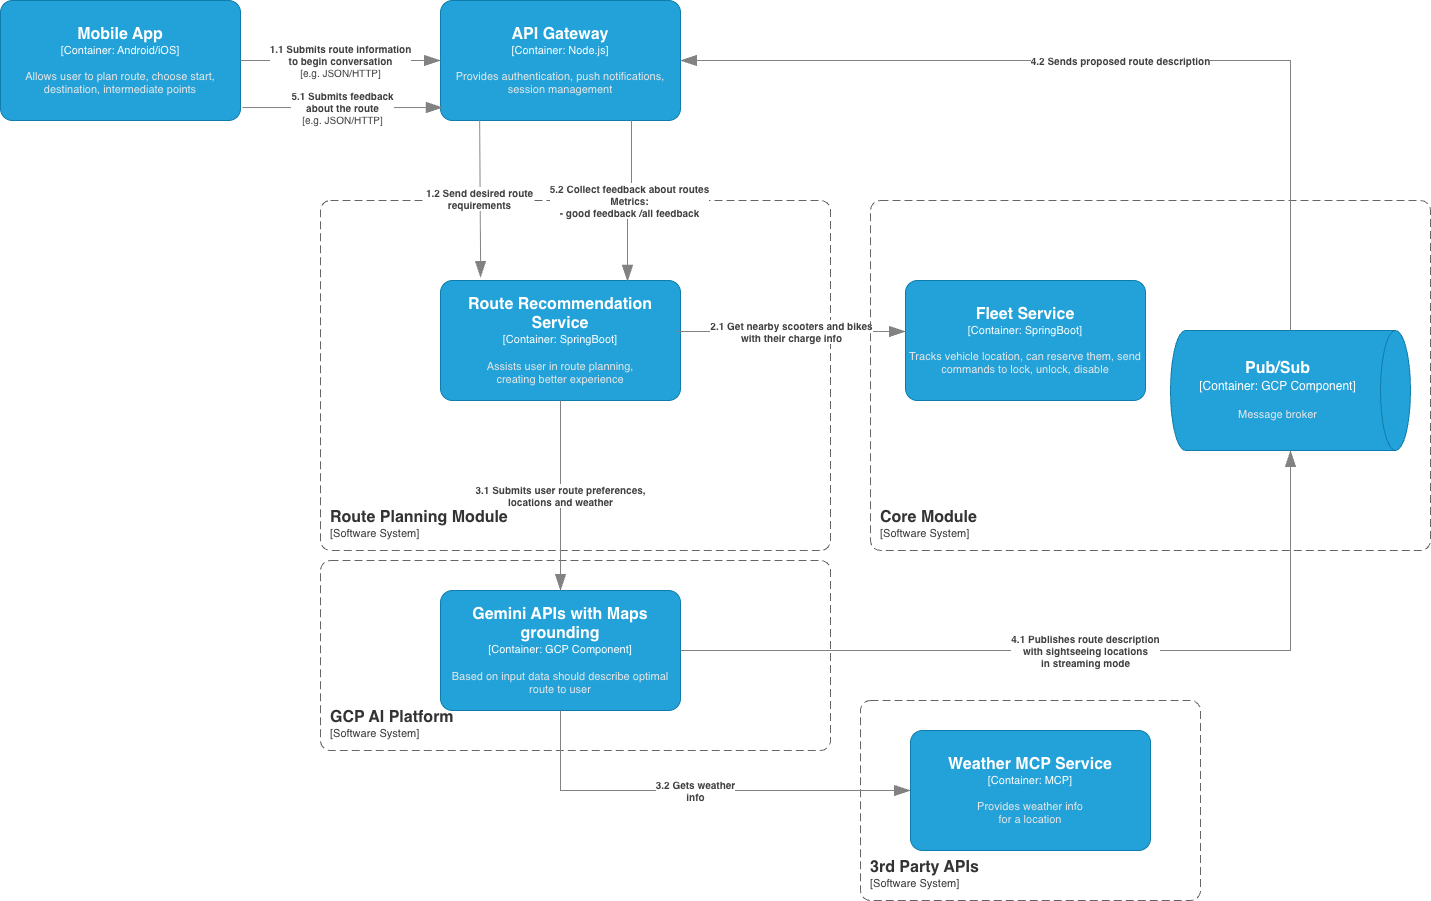 Mobile App
[Container: Android/iOS]
Allows user to plan route, choose start,
destination, intermediate points
1.1 Submits route information
to begin conversation
[e.g. JSON/HTTP]
5.1 Submits feedback
about the route
[e.g. JSON/HTTP]
API Gateway
[Container: Node.js]
Provides authentication, push notifications,
session management
4.2 Sends proposed route description
1.2 Send desired route
requirements
5.2 Collect feedback about routes
Metrics:
- good feedback /all feedback
Route Recommendation
Service
[Container: SpringBoot]
Assists user in route planning,
creating better experience
2.1 Get nearby scooters and bikes
with their charge info
Fleet Service
[Container: SpringBoot]
Tracks vehicle location, can reserve them, send
commands to lock, unlock, disable
Pub/Sub
[Container: GCP Component]
Message broker
3.1 Submits user route preferences,
locations and weather
Route Planning Module
[Software System]
Core Module
[Software System]
Gemini APIs with Maps
grounding
[Container: GCP Component]
Based on input data should describe optimal
route to user
4.1 Publishes route description
with sightseeing locations
in streaming mode
GCP AI Platform
[Software System]
3.2 Gets weather
info
Weather MCP Service
[Container: MCP]
Provides weather info
for a location
3rd Party APIs
[Software System]